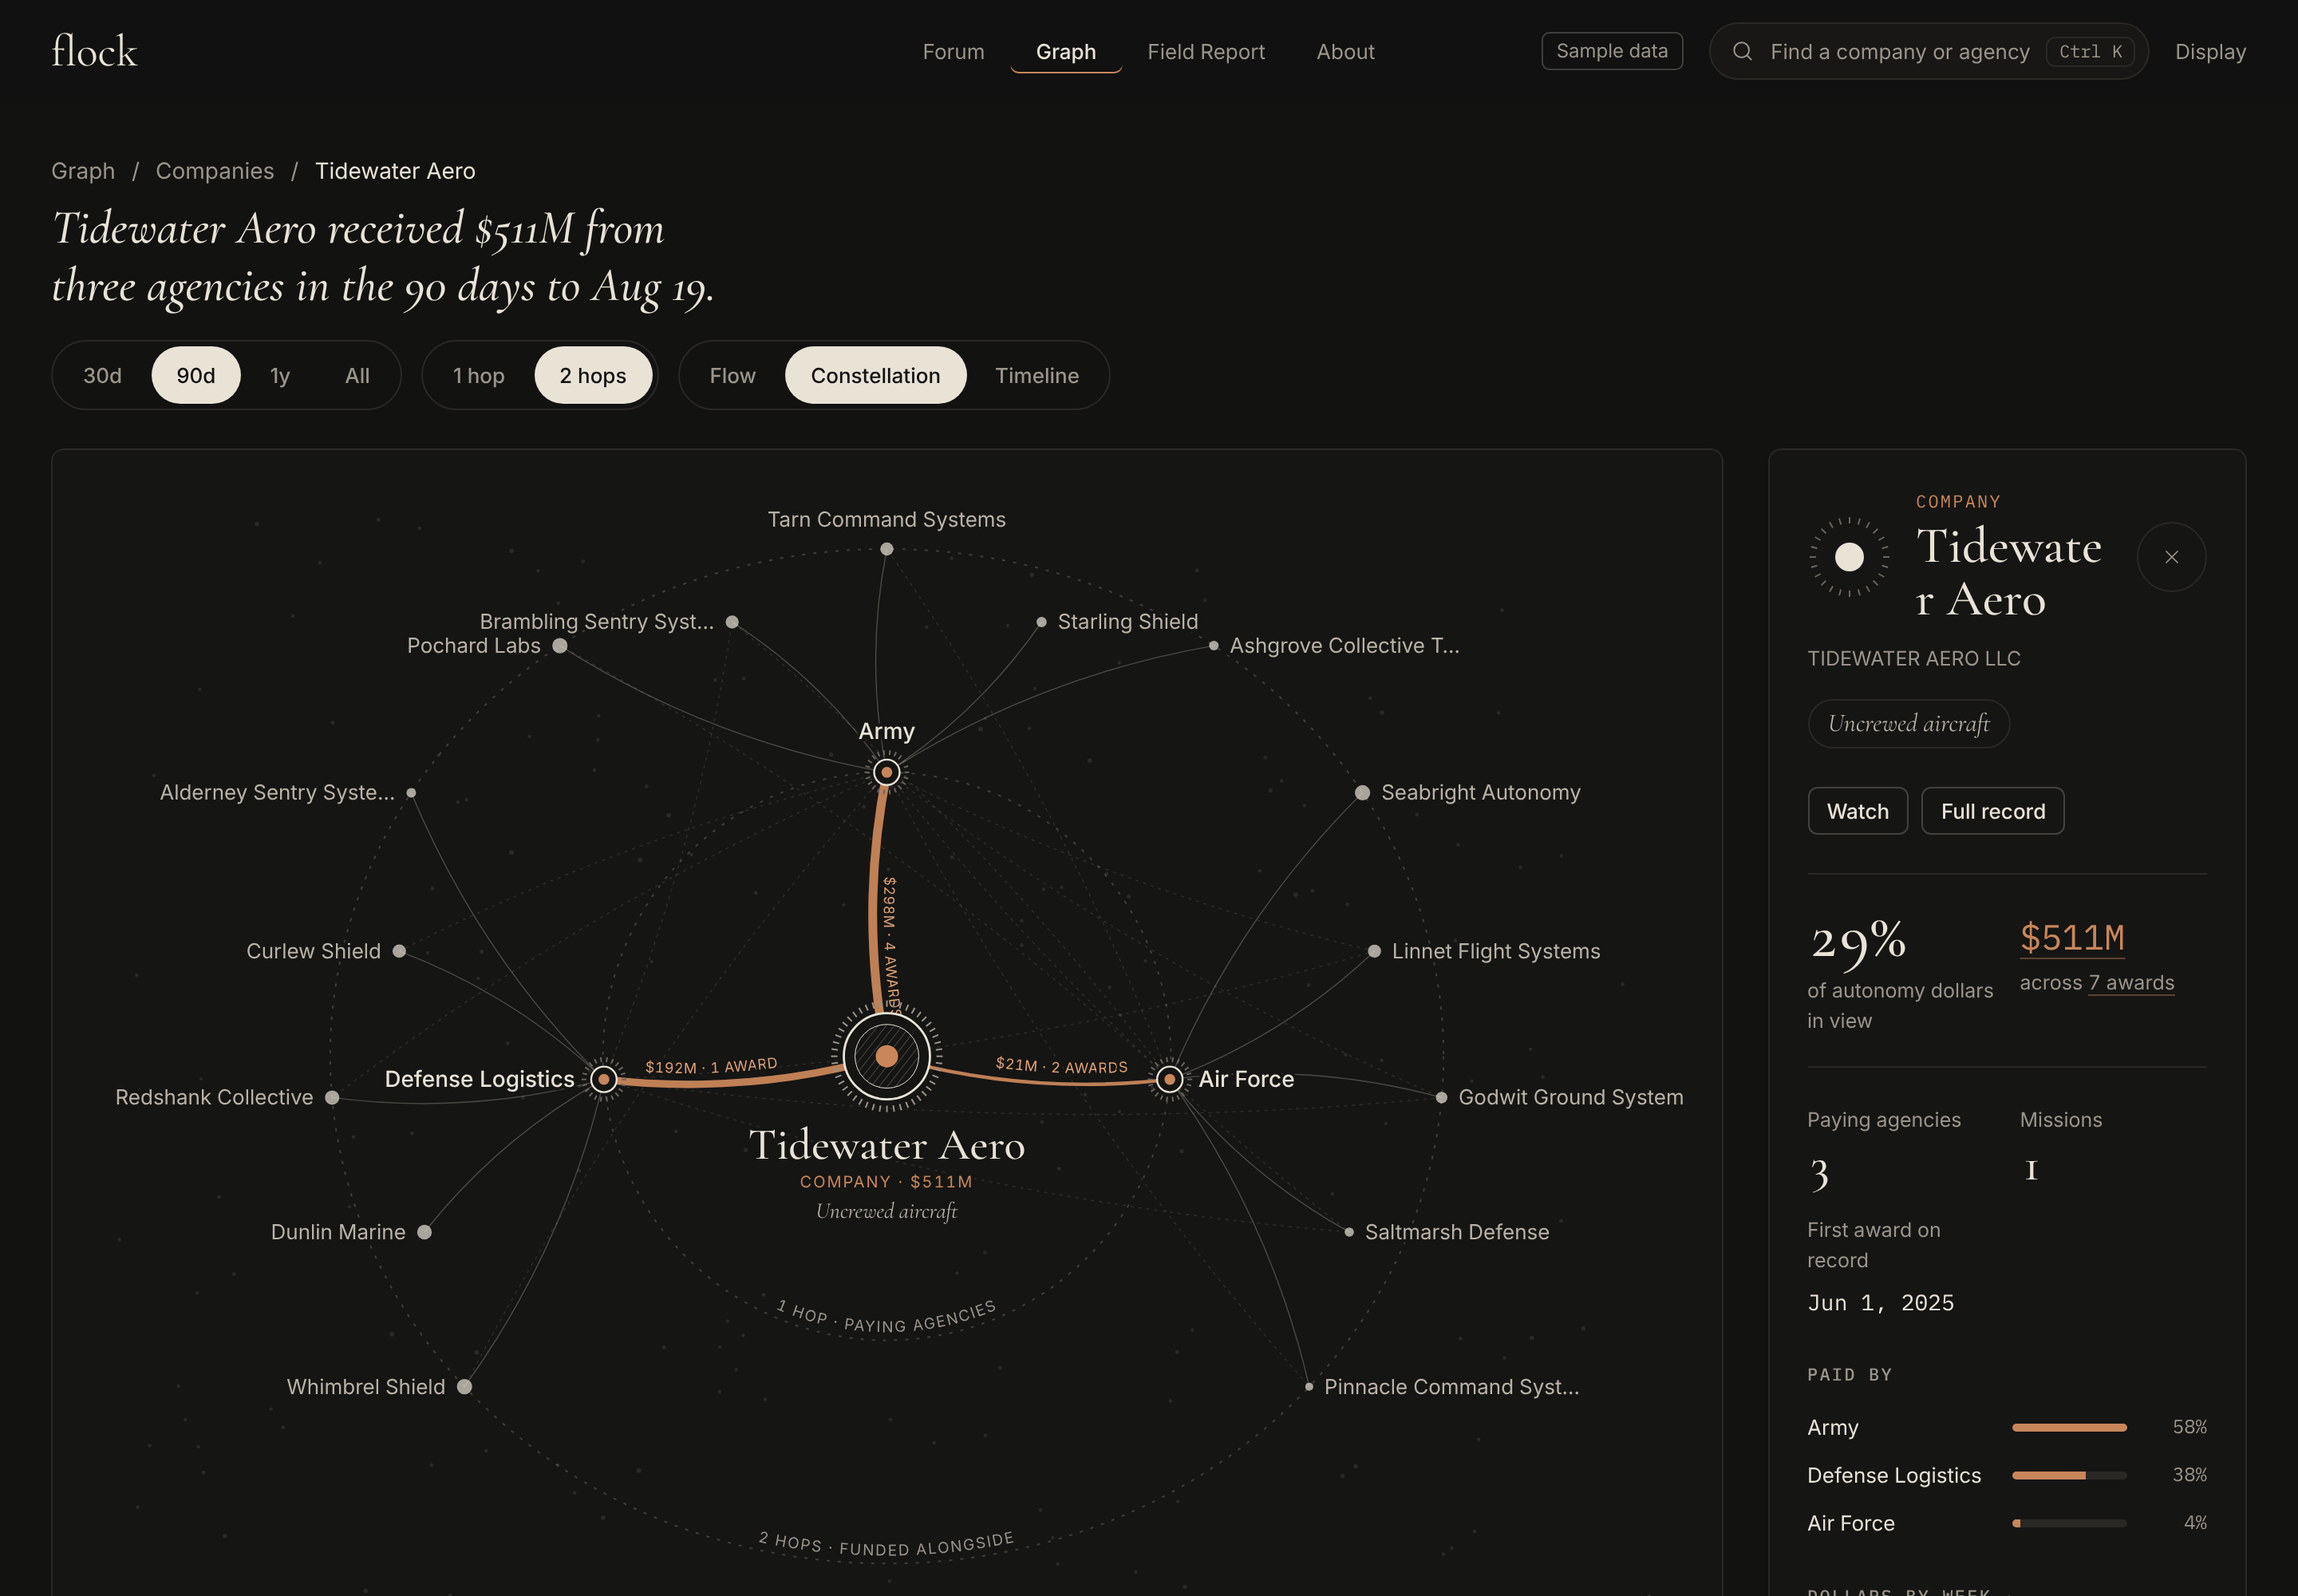 flock
Forum
Graph
Field Report
About
Sample data
Find a company or agency
Ctrl K
Display
Graph / Companies / Tidewater Aero
Tidewater Aero received $511M from
three agencies in the 90 days to Aug 19.
30d
90d
1y
All
1 hop
2 hops
Flow
Constellation
Timeline
Tarn Command Systems
Brambling Sentry Syst...
Starling Shield
Pochard Labs
Ashgrove Collective T...
Army
Alderney Sentry Syste...
Seabright Autonomy
$298M · 4 AWARDS
Curlew Shield
Linnet Flight Systems
$192M · 1 AWARD
$21M · 2 AWARDS
Defense Logistics
Air Force
Redshank Collective
Godwit Ground System
Tidewater Aero
COMPANY · $511M
Uncrewed aircraft
Dunlin Marine
Saltmarsh Defense
1 HOP · PAYING AGENCIES
Whimbrel Shield
Pinnacle Command Syst...
2 HOPS · FUNDED ALONGSIDE
COMPANY
Tidewate
r Aero
TIDEWATER AERO LLC
Uncrewed aircraft
Watch
Full record
29%
of autonomy dollars
in view
$511M
across 7 awards
Paying agencies
3
Missions
1
First award on
record
Jun 1, 2025
PAID BY
Army 58%
Defense Logistics 38%
Air Force 4%
DOLLARS BY WEEK